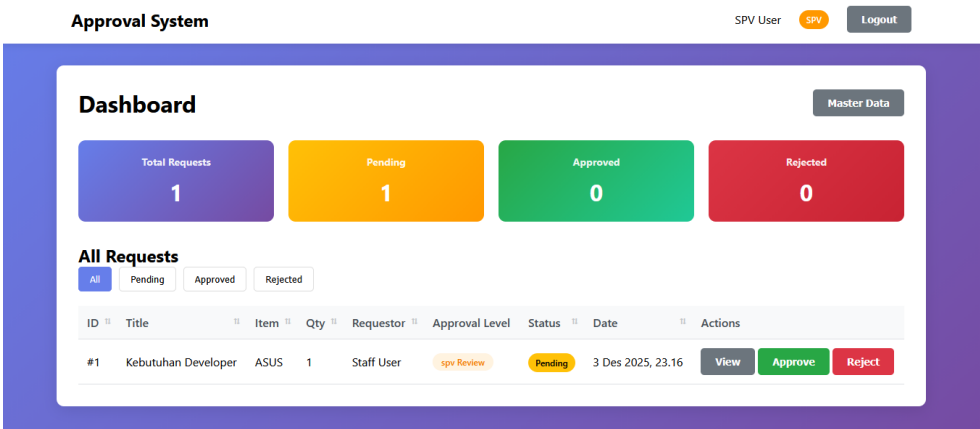 Approval System
SPV User SPV Logout
Dashboard
Master Data
Total Requests
1
Pending
1
Approved
0
Rejected
0
All Requests
All Pending Approved Rejected
ID Title Item Qty Requestor Approval Level Status Date Actions
#1 Kebutuhan Developer ASUS 1 Staff User spv Review Pending 3 Des 2025, 23.16 View Approve Reject